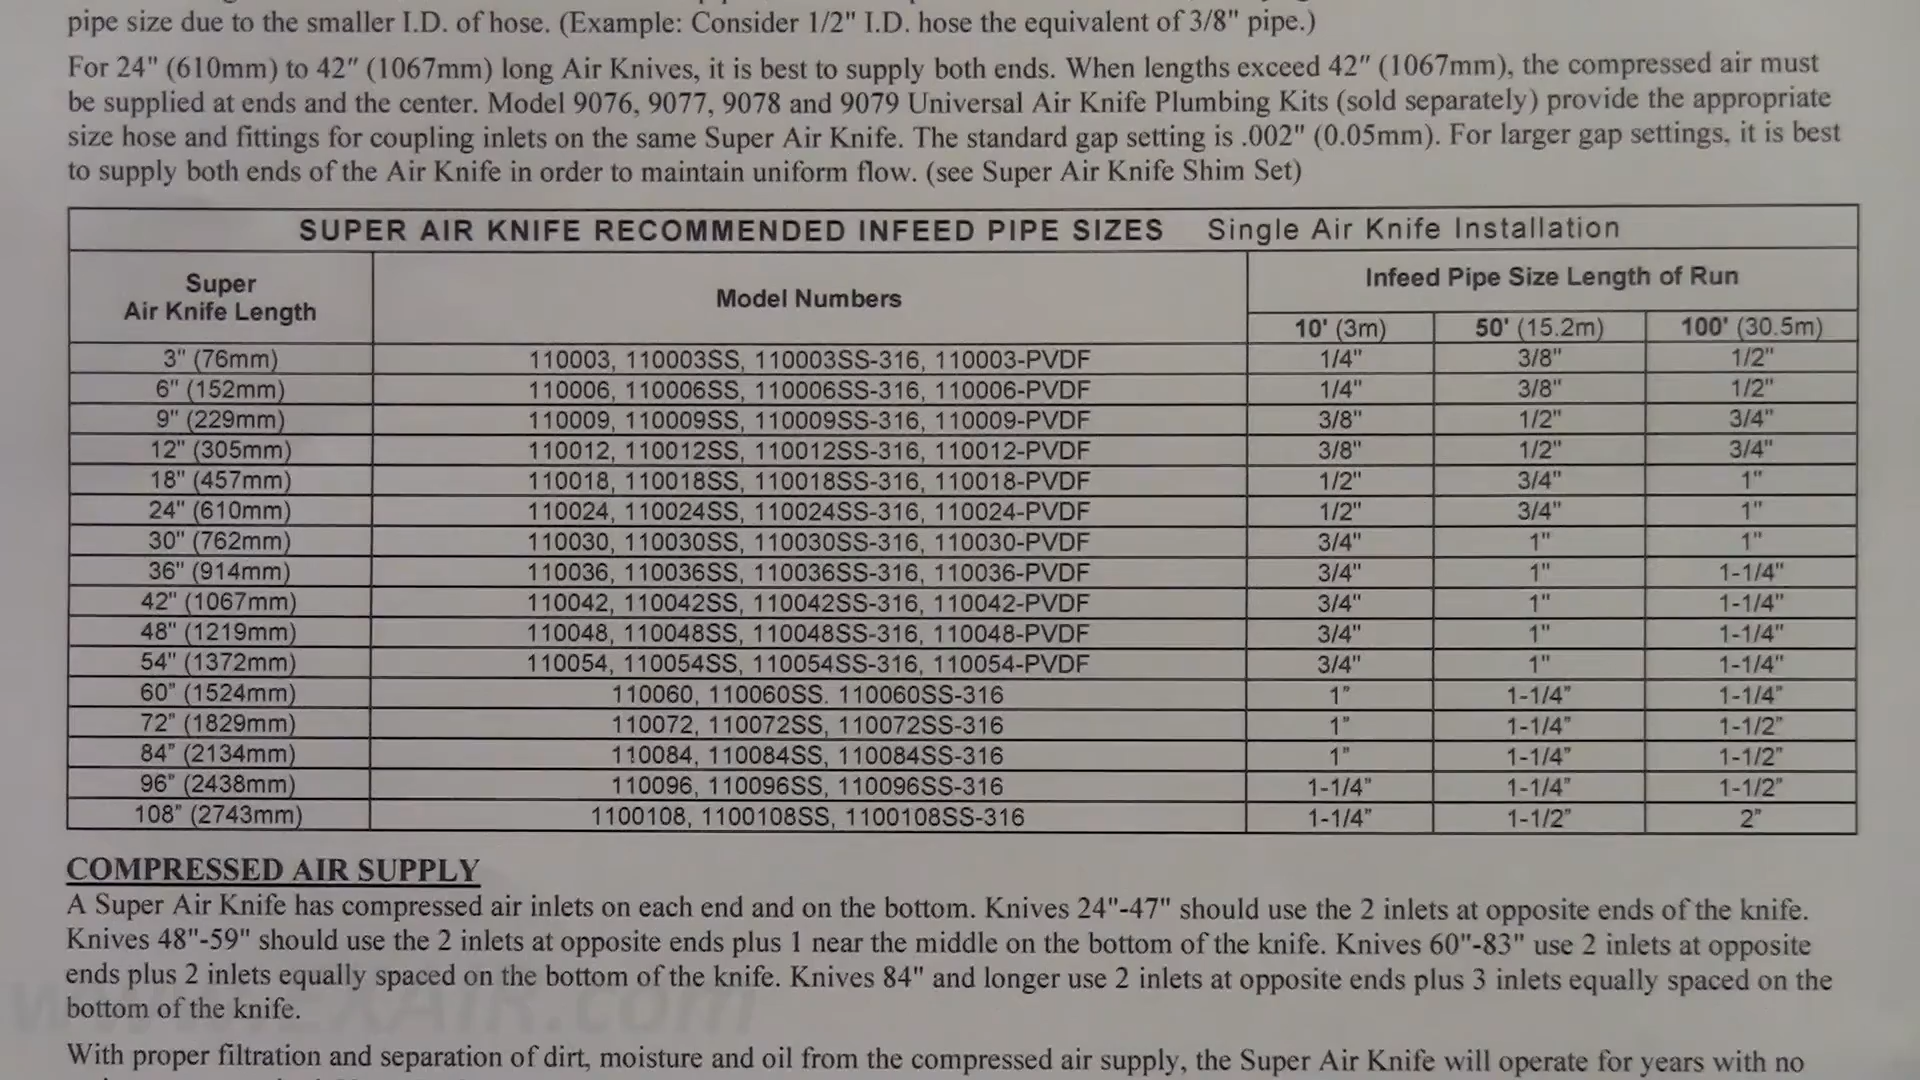 pipe size due to the smaller I.D. of hose. (Example: Consider 1/2" I.D. hose the equivalent of 3/8" pipe.)
For 24" (610mm) to 42" (1067mm) long Air Knives, it is best to supply both ends. When lengths exceed 42" (1067mm), the compressed air must
be supplied at ends and the center. Model 9076, 9077, 9078 and 9079 Universal Air Knife Plumbing Kits (sold separately) provide the appropriate
size hose and fittings for coupling inlets on the same Super Air Knife. The standard gap setting is .002" (0.05mm). For larger gap settings, it is best
to supply both ends of the Air Knife in order to maintain uniform flow. (see Super Air Knife Shim Set)
SUPER AIR KNIFE RECOMMENDED INFEED PIPE SIZES Single Air Knife Installation
Super
Air Knife Length
Model Numbers
Infeed Pipe Size Length of Run
10' (3m) 50' (15.2m) 100' (30.5m)
3" (76mm) 110003, 110003SS, 110003SS-316, 110003-PVDF 1/4" 3/8" 1/2"
6" (152mm) 110006, 110006SS, 110006SS-316, 110006-PVDF 1/4" 3/8" 1/2"
9" (229mm) 110009, 110009SS, 110009SS-316, 110009-PVDF 3/8" 1/2" 3/4"
12" (305mm) 110012, 110012SS, 110012SS-316, 110012-PVDF 3/8" 1/2" 3/4"
18" (457mm) 110018, 110018SS, 110018SS-316, 110018-PVDF 1/2" 3/4" 1"
24" (610mm) 110024, 110024SS, 110024SS-316, 110024-PVDF 1/2" 3/4" 1"
30" (762mm) 110030, 110030SS, 110030SS-316, 110030-PVDF 3/4" 1" 1"
36" (914mm) 110036, 110036SS, 110036SS-316, 110036-PVDF 3/4" 1" 1-1/4"
42" (1067mm) 110042, 110042SS, 110042SS-316, 110042-PVDF 3/4" 1" 1-1/4"
48" (1219mm) 110048, 110048SS, 110048SS-316, 110048-PVDF 3/4" 1" 1-1/4"
54" (1372mm) 110054, 110054SS, 110054SS-316, 110054-PVDF 3/4" 1" 1-1/4"
60" (1524mm) 110060, 110060SS. 110060SS-316 1" 1-1/4" 1-1/4"
72" (1829mm) 110072, 110072SS, 110072SS-316 1" 1-1/4" 1-1/2"
84" (2134mm) 110084, 110084SS, 110084SS-316 1" 1-1/4" 1-1/2"
96" (2438mm) 110096, 110096SS, 110096SS-316 1-1/4" 1-1/4" 1-1/2"
108" (2743mm) 1100108, 1100108SS, 1100108SS-316 1-1/4" 1-1/2" 2"
COMPRESSED AIR SUPPLY
A Super Air Knife has compressed air inlets on each end and on the bottom. Knives 24"-47" should use the 2 inlets at opposite ends of the knife.
Knives 48"-59" should use the 2 inlets at opposite ends plus 1 near the middle on the bottom of the knife. Knives 60"-83" use 2 inlets at opposite
ends plus 2 inlets equally spaced on the bottom of the knife. Knives 84" and longer use 2 inlets at opposite ends plus 3 inlets equally spaced on the
bottom of the knife.
With proper filtration and separation of dirt, moisture and oil from the compressed air supply, the Super Air Knife will operate for years with no